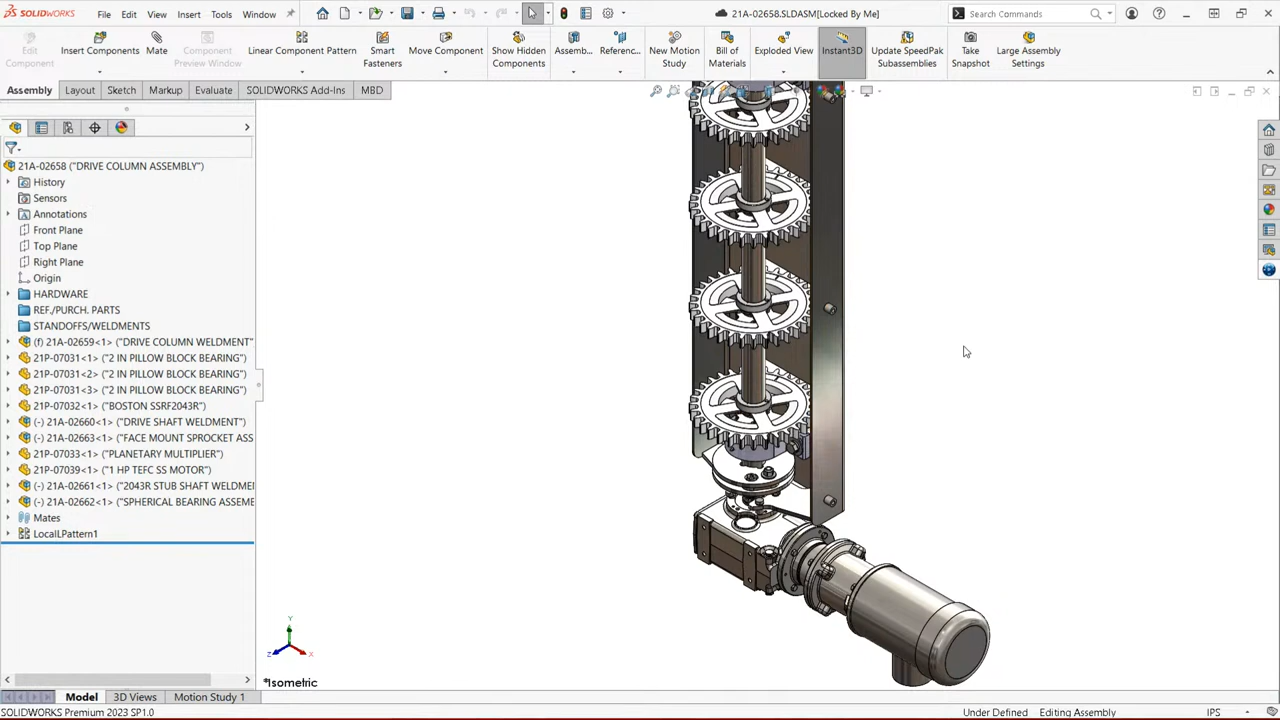 SOLIDWORKS File Edit View Insert Tools Window 21A-02658.SLDASM[Locked By Me] Search Commands
Edit Component
Insert Components
Mate
Component Preview Window
Linear Component Pattern
Smart Fasteners
Move Component
Show Hidden Components
Assemb...
Referenc...
New Motion Study
Bill of Materials
Exploded View
Instant3D
Update SpeedPak Subassemblies
Take Snapshot
Large Assembly Settings
Assembly Layout Sketch Markup Evaluate SOLIDWORKS Add-Ins MBD
21A-02658 ("DRIVE COLUMN ASSEMBLY")
History
Sensors
Annotations
Front Plane
Top Plane
Right Plane
Origin
HARDWARE
REF./PURCH. PARTS
STANDOFFS/WELDMENTS
(f) 21A-02659<1> ("DRIVE COLUMN WELDMENT"
21P-07031<1> ("2 IN PILLOW BLOCK BEARING")
21P-07031<2> ("2 IN PILLOW BLOCK BEARING")
21P-07031<3> ("2 IN PILLOW BLOCK BEARING")
21P-07032<1> ("BOSTON SSRF2043R")
(-) 21A-02660<1> ("DRIVE SHAFT WELDMENT")
(-) 21A-02663<1> ("FACE MOUNT SPROCKET ASS
21P-07033<1> ("PLANETARY MULTIPLIER")
21P-07039<1> ("1 HP TEFC SS MOTOR")
(-) 21A-02661<1> ("2043R STUB SHAFT WELDME
(-) 21A-02662<1> ("SPHERICAL BEARING ASSEME
Mates
LocalLPattern1
Y
Z
X
*Isometric
Model 3D Views Motion Study 1
SOLIDWORKS Premium 2023 SP1.0 Under Defined Editing Assembly IPS